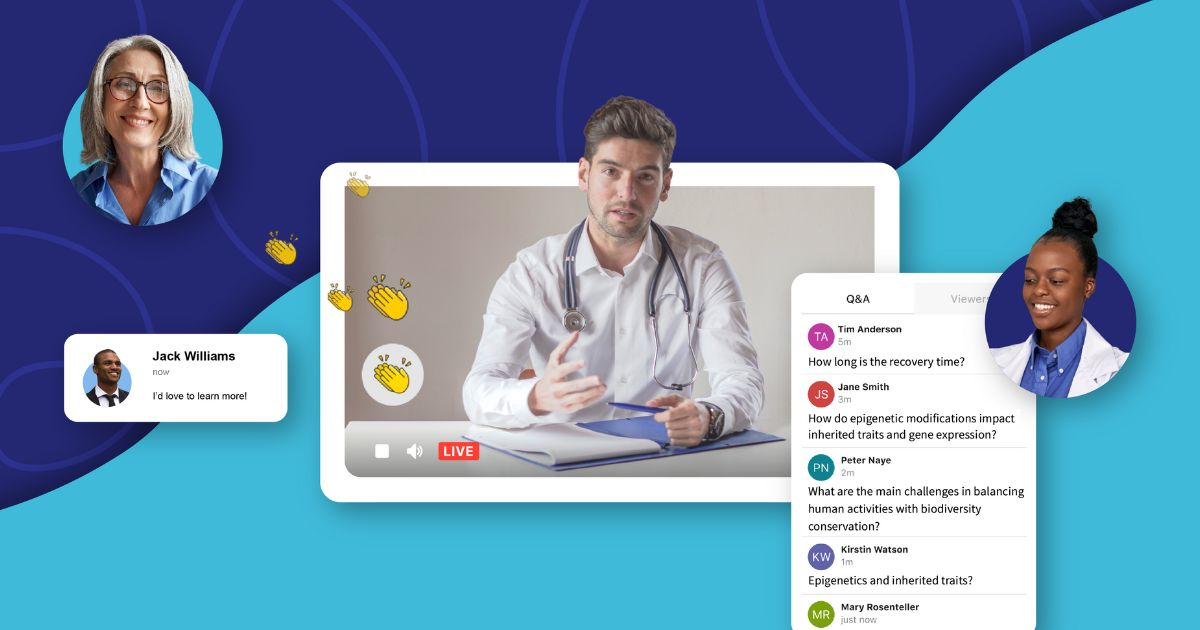 Jack Williams
now
I'd love to learn more!
LIVE
Q&A
Viewers
TA
Tim Anderson
5m
How long is the recovery time?
JS
Jane Smith
3m
How do epigenetic modifications impact
inherited traits and gene expression?
PN
Peter Naye
2m
What are the main challenges in balancing
human activities with biodiversity
conservation?
KW
Kirstin Watson
1m
Epigenetics and inherited traits?
MR
Mary Rosenteller
just now